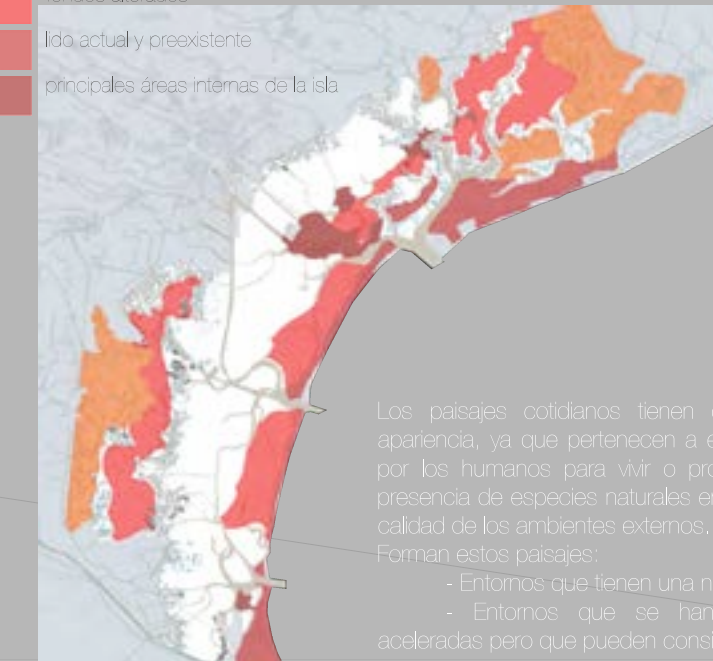 lido actual y preexistente
principales áreas internas de la isla
Los paisajes cotidianos tienen
apariencia, ya que pertenecen a
por los humanos para vivir o
presencia de especies naturales
calidad de los ambientes externos.
Forman estos paisajes:
- Entornos que tienen una
- Entornos que se han
aceleradas pero que pueden